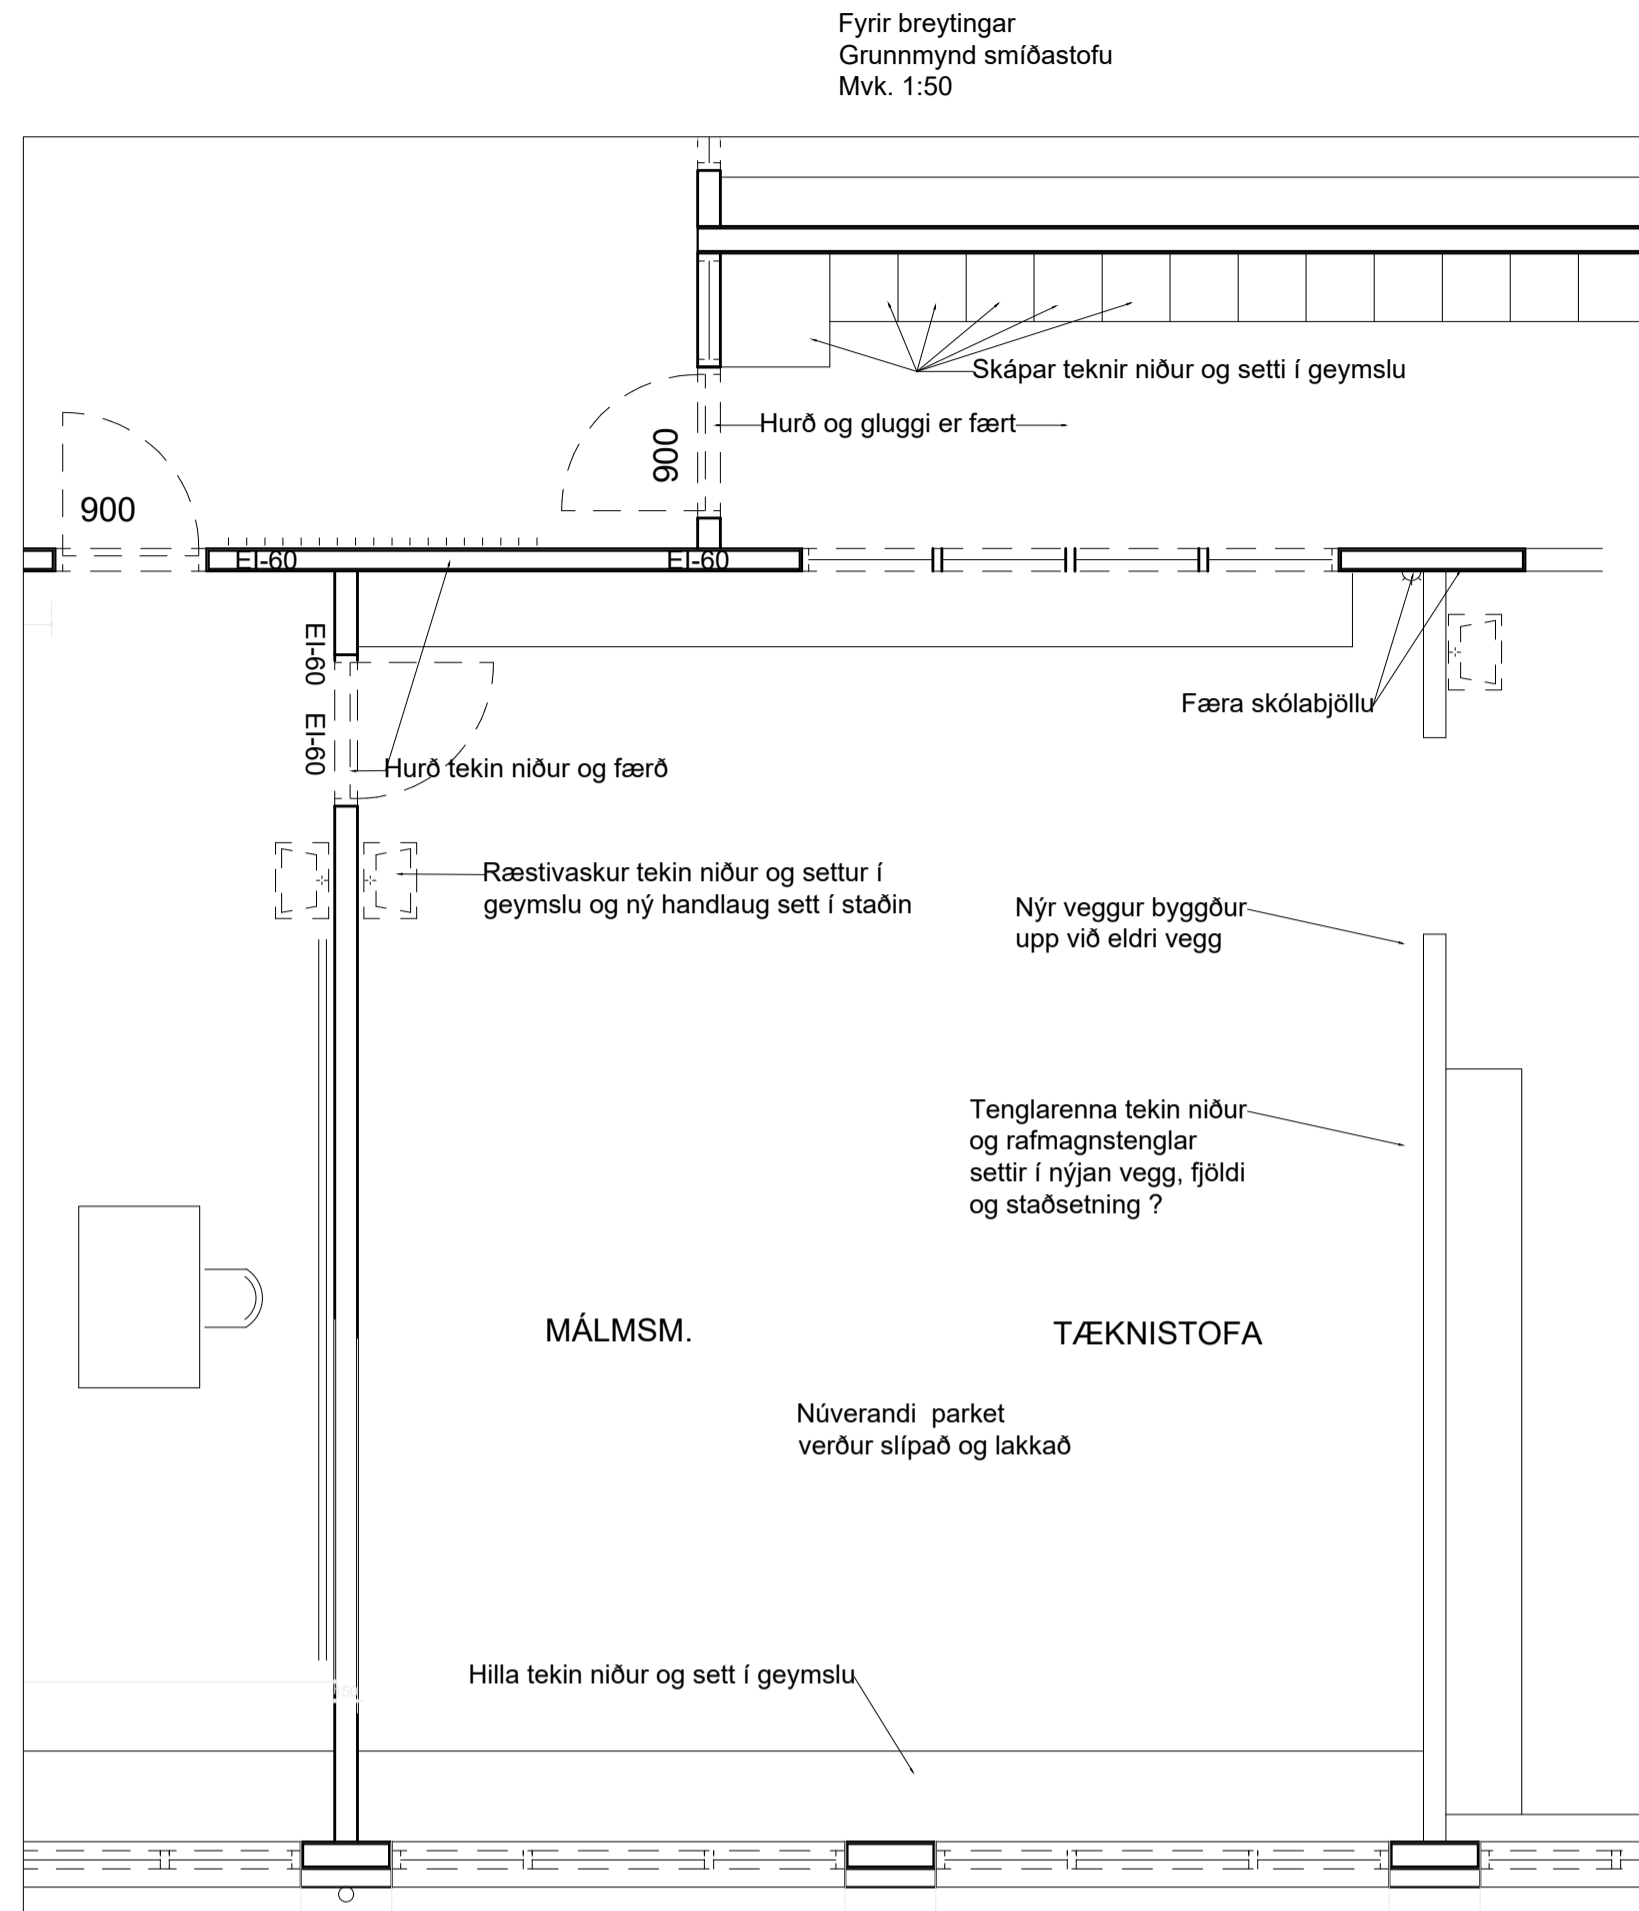 Fyrir breytingar
Grunnmynd smíðastofu
Mvk. 1:50
Skápar teknir niður og setti í geymslu
Hurð og gluggi er fært
900
900
EI-60
EI-60
EI-60
EI-60
Færa skólabjöllu
Hurð tekin niður og færð
Ræstivaskur tekin niður og settur í
geymslu og ný handlaug sett í staðin
Nýr veggur byggður
upp við eldri vegg
Tenglarenna tekin niður
og rafmagnstenglar
settir í nýjan vegg, fjöldi
og staðsetning ?
MÁLMSM.
TÆKNISTOFA
Núverandi parket
verður slípað og lakkað
Hilla tekin niður og sett í geymslu